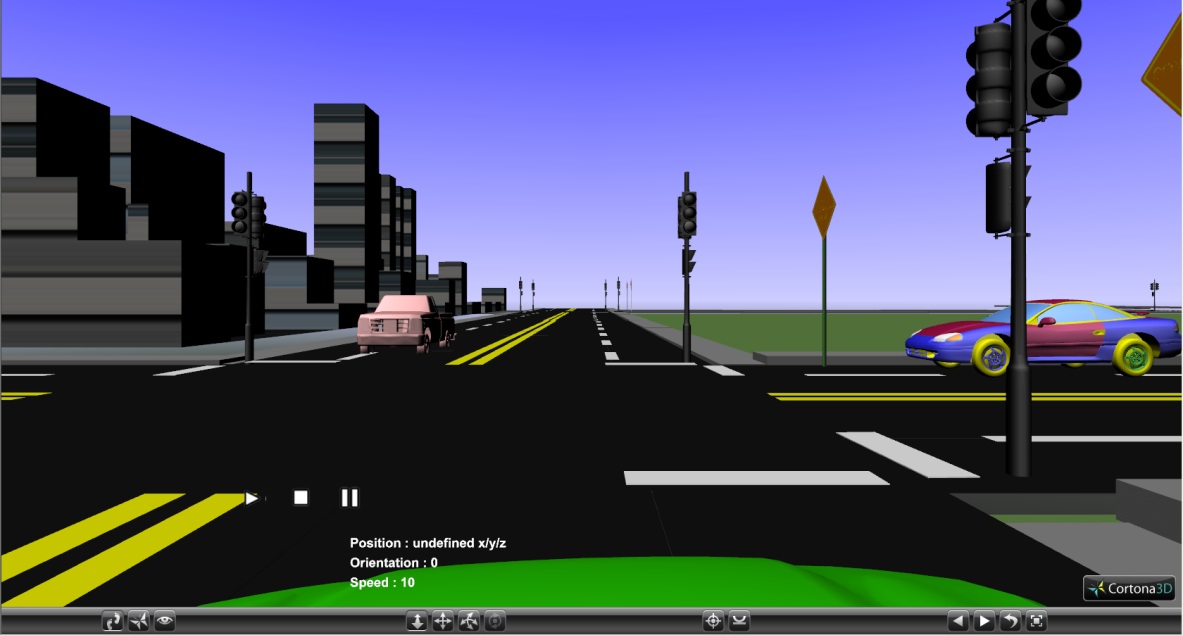 Position : undefined x/y/z
Orientation : 0
Speed : 10
Cortona3D